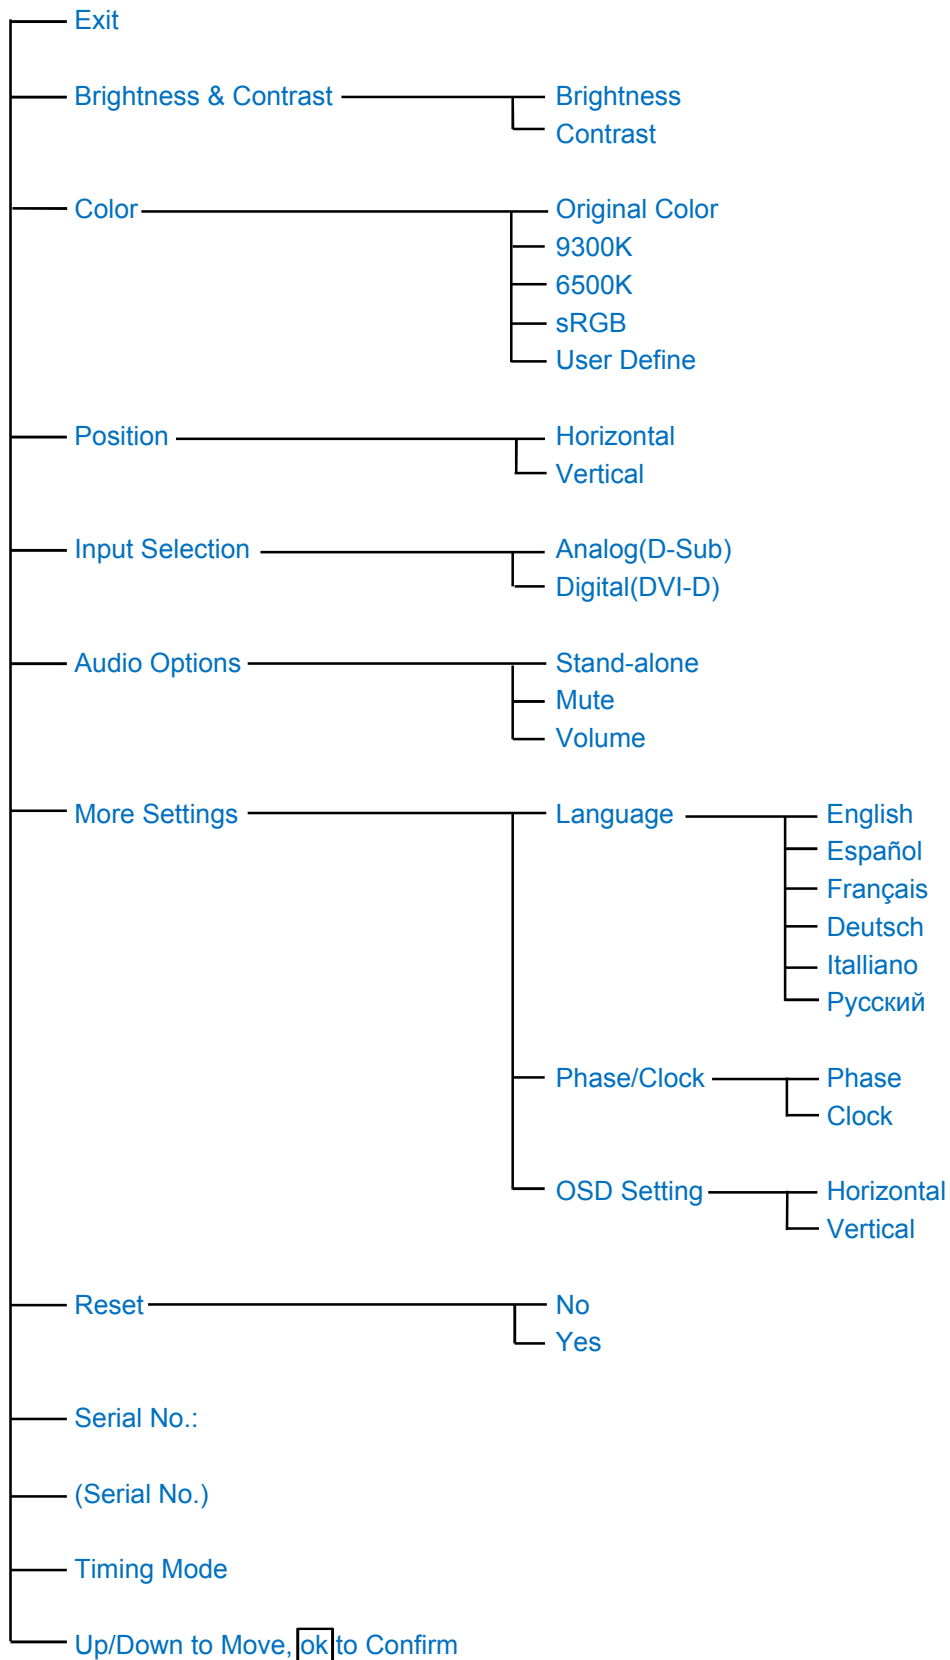 Exit
Brightness & Contrast Brightness
Contrast
Color Original Color
9300K
6500K
sRGB
User Define
Position Horizontal
Vertical
Input Selection Analog(D-Sub)
Digital(DVI-D)
Audio Options Stand-alone
Mute
Volume
More Settings Language English
Español
Français
Deutsch
Italliano
Русский
Phase/Clock Phase
Clock
OSD Setting Horizontal
Vertical
Reset No
Yes
Serial No.:
(Serial No.)
Timing Mode
Up/Down to Move, ok to Confirm